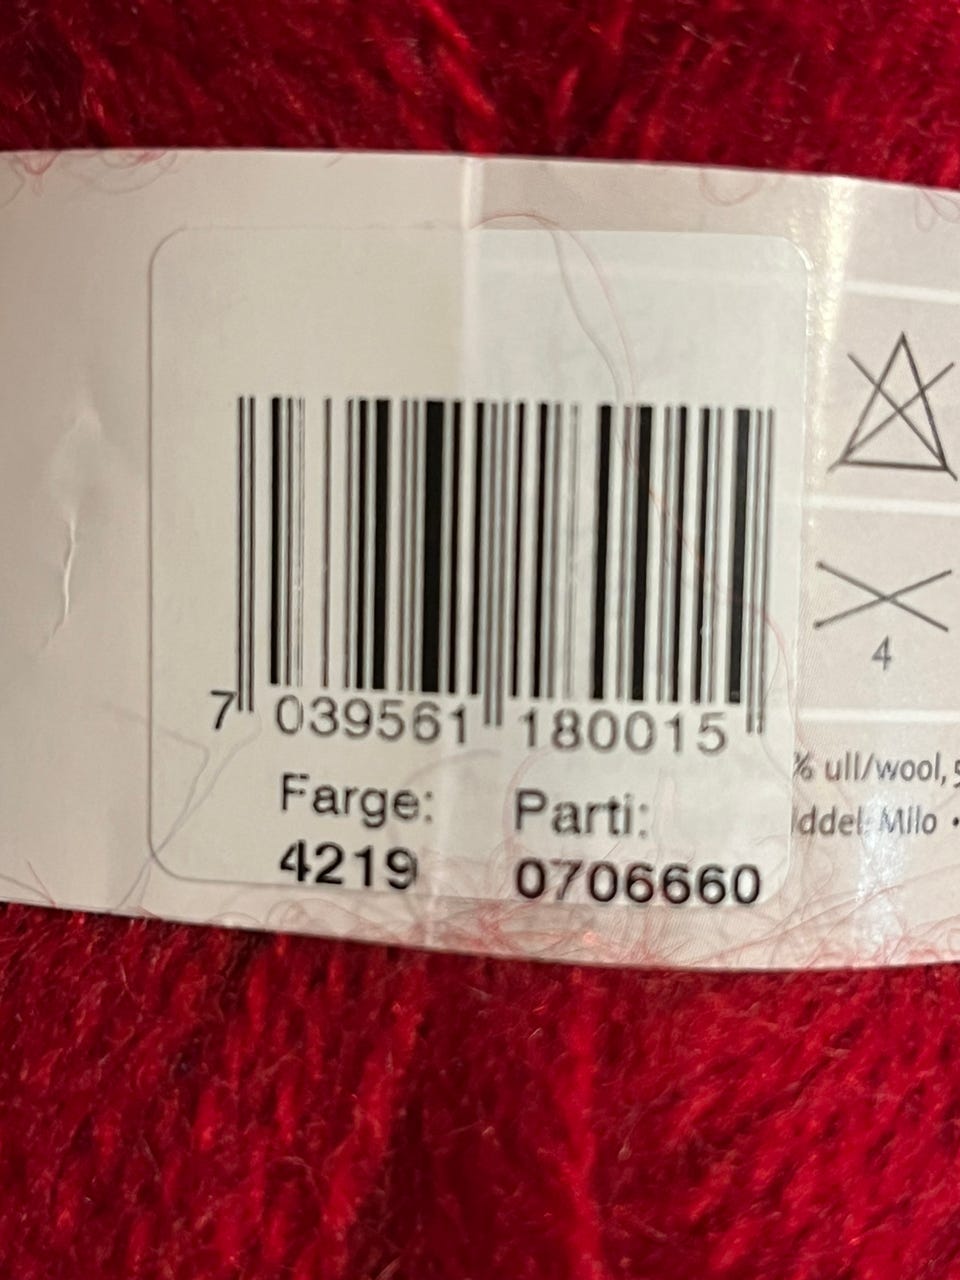 7 039561 180015
Farge: Parti:
4219 0706660
4
% ull/wool,
Milo •